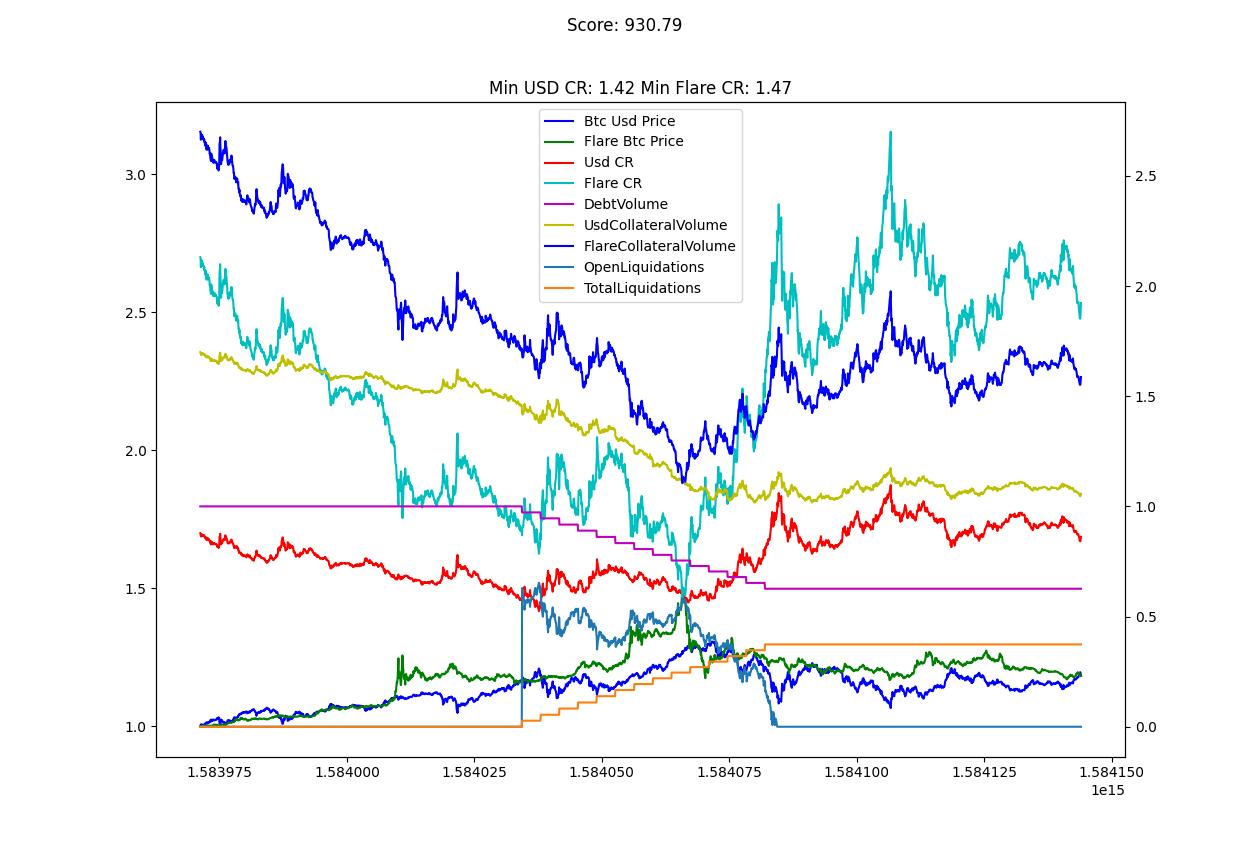 Score: 930.79
Min USD CR: 1.42 Min Flare CR: 1.47
Btc Usd Price
Flare Btc Price
Usd CR
Flare CR
DebtVolume
UsdCollateralVolume
FlareCollateralVolume
OpenLiquidations
TotalLiquidations
3.0
2.5
2.0
1.5
1.0
2.5
2.0
1.5
1.0
0.5
0.0
1.583975 1.584000 1.584025 1.584050 1.584075 1.584100 1.584125 1.584150
1e15